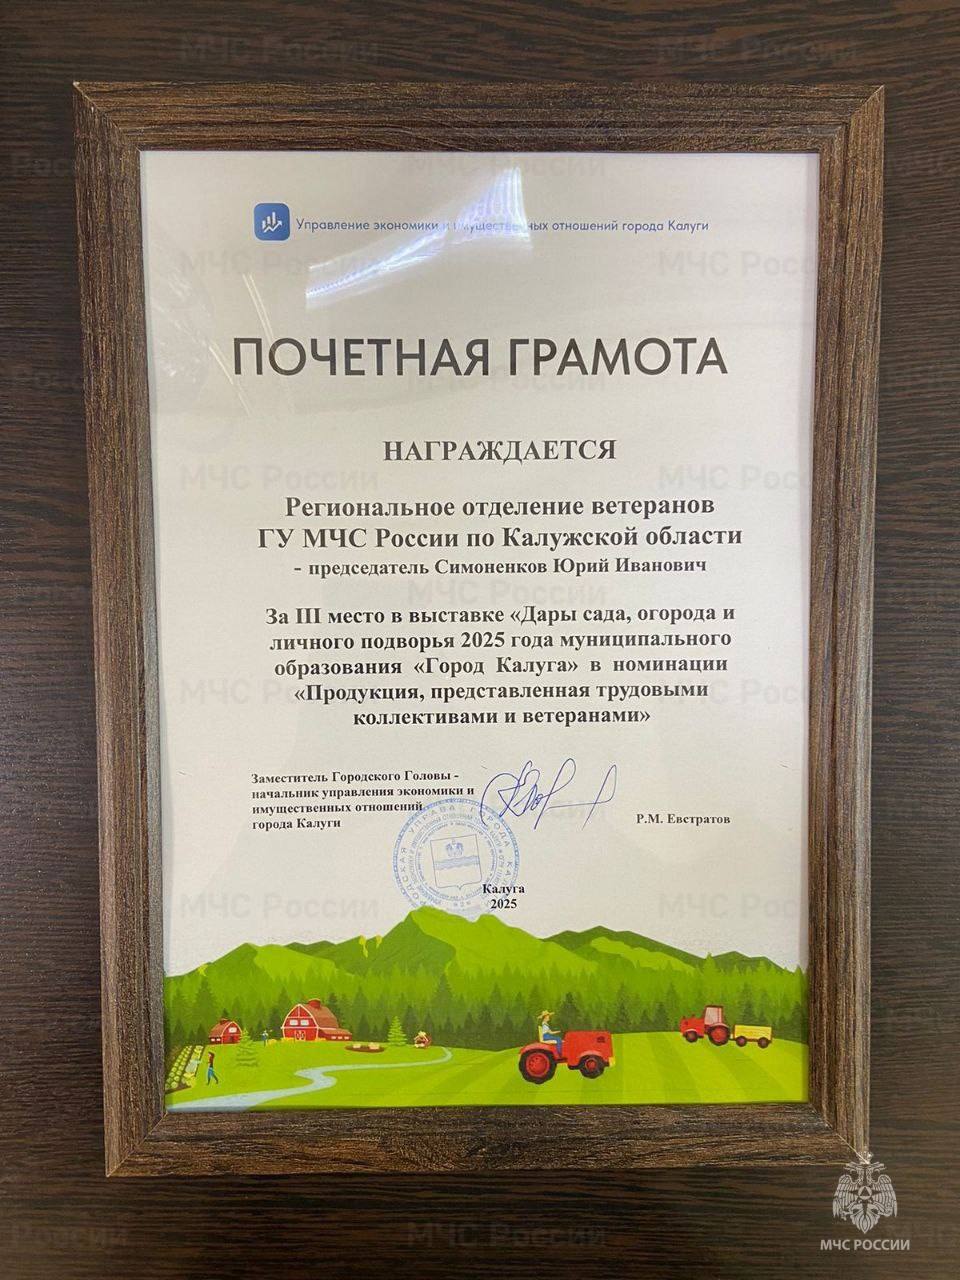 Управление экономики и имущественных отношений города Калуги
ПОЧЕТНАЯ ГРАМОТА
НАГРАЖДАЕТСЯ
Региональное отделение ветеранов
ГУ МЧС России по Калужской области
- председатель Симоненков Юрий Иванович
За III место в выставке «Дары сада, огорода и
личного подворья 2025 года муниципального
образования «Город Калуга» в номинации
«Продукция, представленная трудовыми
коллективами и ветеранами»
Заместитель Городского Головы -
начальник управления экономики и
имущественных отношений
города Калуги
Р.М. Евстратов
Калуга
2025
МЧС РОССИИ
МЧС России